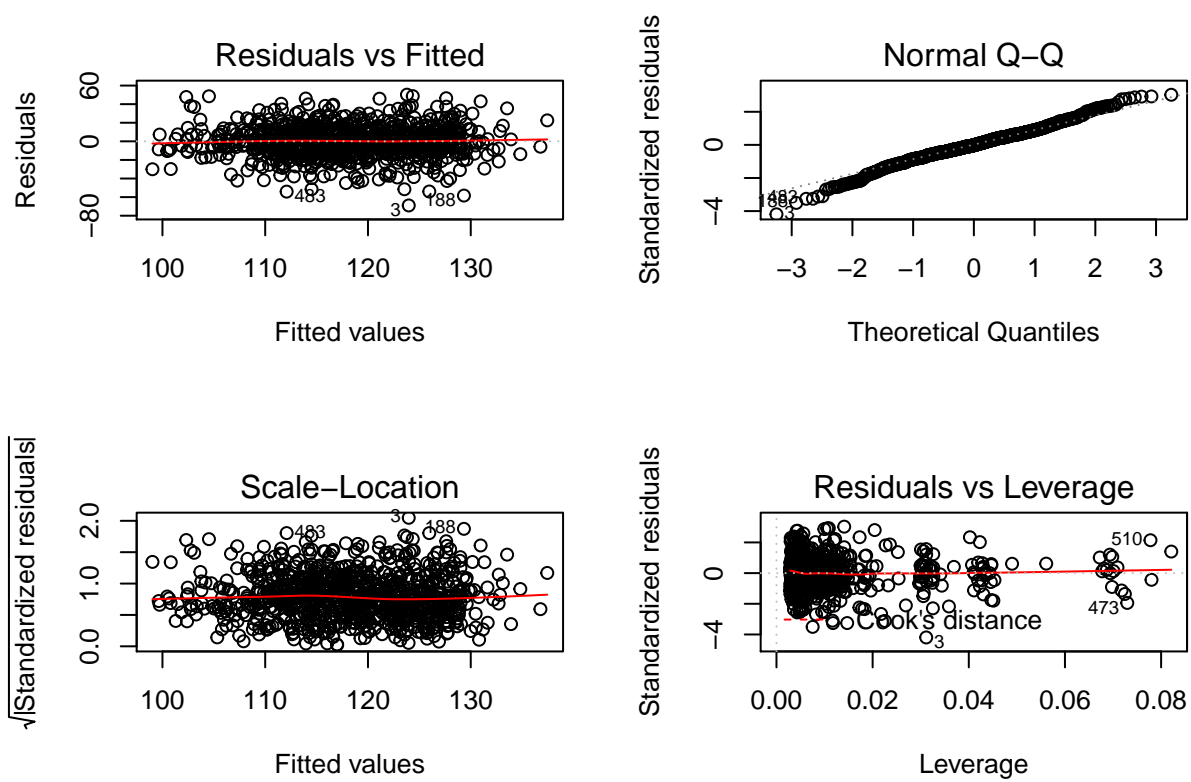 Residuals vs Fitted
Residuals
60
0
−80
483
3
188
100 110 120 130
Fitted values
Normal Q−Q
Standardized residuals
0
−4
3
−3 −2 −1 0 1 2 3
Theoretical Quantiles
Scale−Location
√|Standardized residuals|
2.0
1.0
0.0
483
3
188
100 110 120 130
Fitted values
Residuals vs Leverage
Standardized residuals
0
−4
510
473
Cook's distance
3
0.00 0.02 0.04 0.06 0.08
Leverage